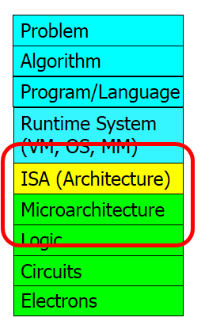 Problem
Algorithm
Program/Language
Runtime System
(VM, OS, MM)
ISA (Architecture)
Microarchitecture
Logic
Circuits
Electrons